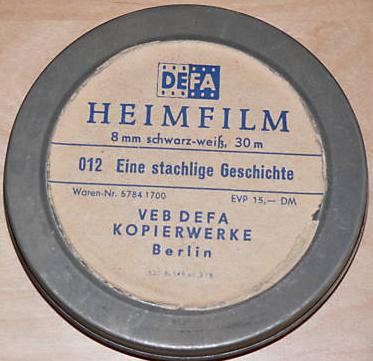 DEFA
HEIMFILM
8 mm schwarz-weiß, 30 m
012 Eine stachlige Geschichte
Waren-Nr. 5784 1700 EVP 15,— DM
VEB DEFA
KOPIERWERKE
Berlin